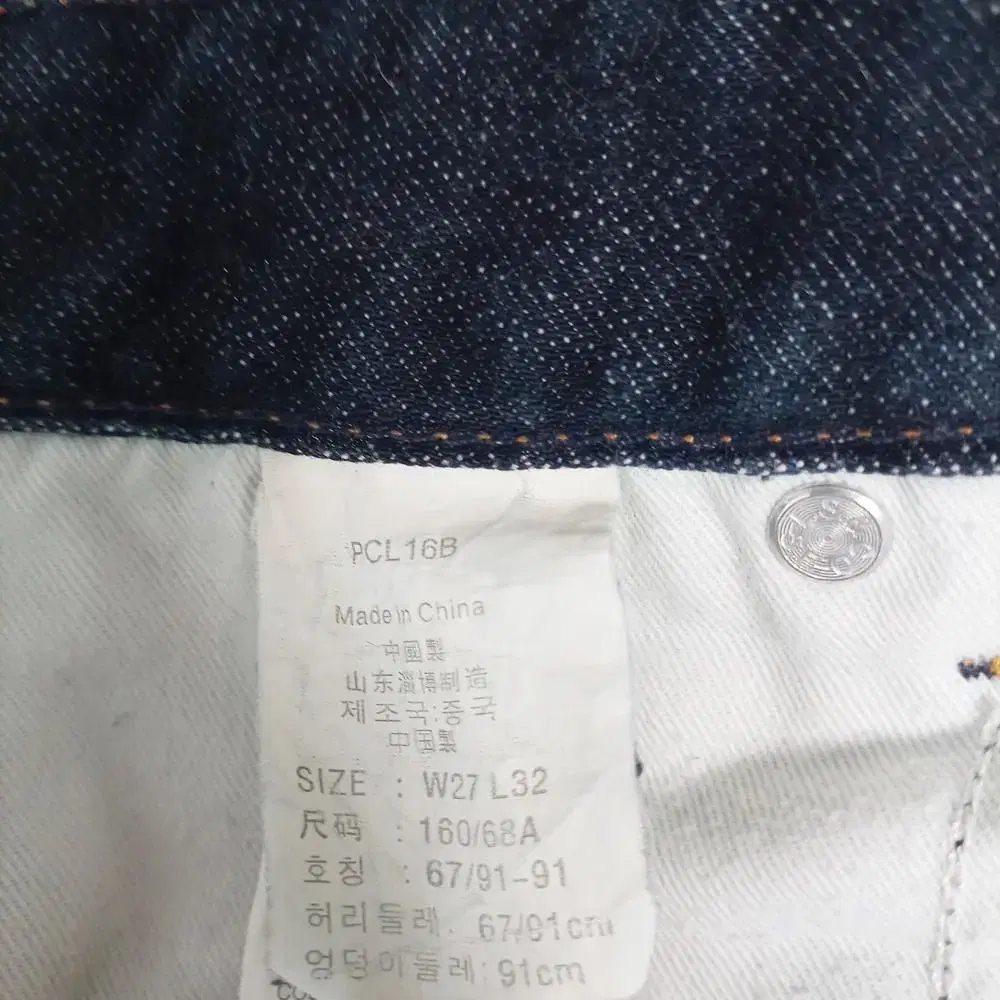 PCL16B
Made in China
中國製
山东淄博制造
제조국:중국
中国製
SIZE : W27 L32
尺码 : 160/68A
호칭 : 67/91-91
허리둘레: 67/91cm
엉덩이둘레: 91cm